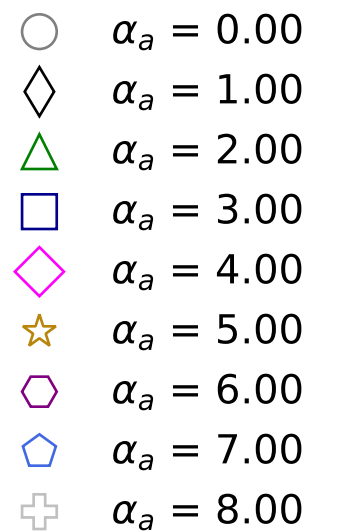 αₐ = 0.00
αₐ = 1.00
αₐ = 2.00
αₐ = 3.00
αₐ = 4.00
αₐ = 5.00
αₐ = 6.00
αₐ = 7.00
αₐ = 8.00